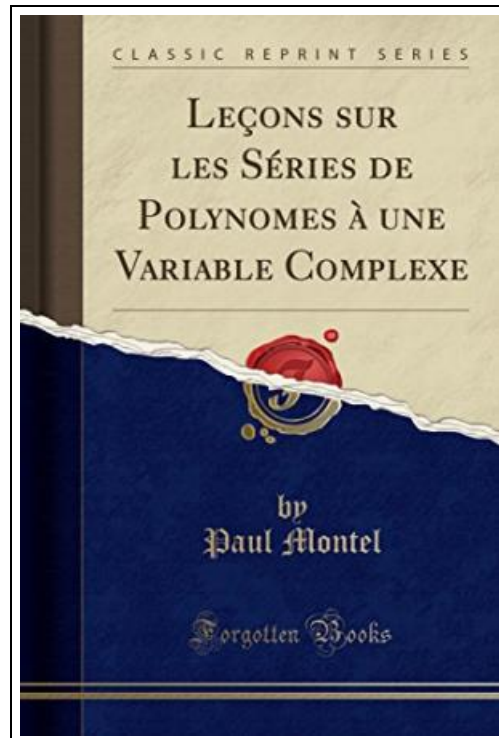 CLASSIC REPRINT SERIES
LEÇONS SUR
LES SÉRIES DE
POLYNOMES À UNE
VARIABLE COMPLEXE
by
Paul Montel
Forgotten Books